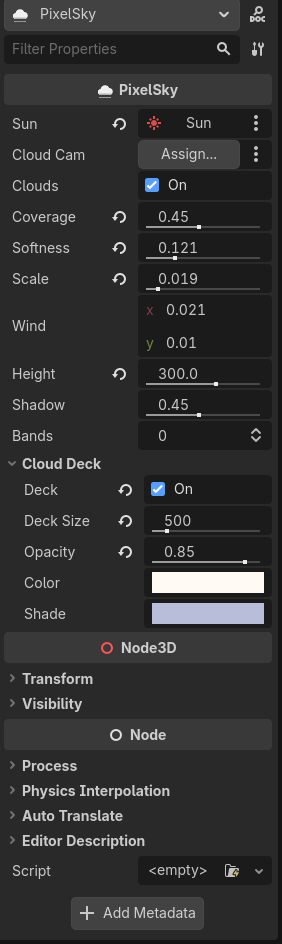 PixelSky
DOC
Filter Properties
PixelSky
Sun Sun
Cloud Cam Assign...
Clouds On
Coverage 0.45
Softness 0.121
Scale 0.019
Wind x 0.021
y 0.01
Height 300.0
Shadow 0.45
Bands 0
Cloud Deck
Deck On
Deck Size 500
Opacity 0.85
Color
Shade
Node3D
Transform
Visibility
Node
Process
Physics Interpolation
Auto Translate
Editor Description
Script <empty>
Add Metadata